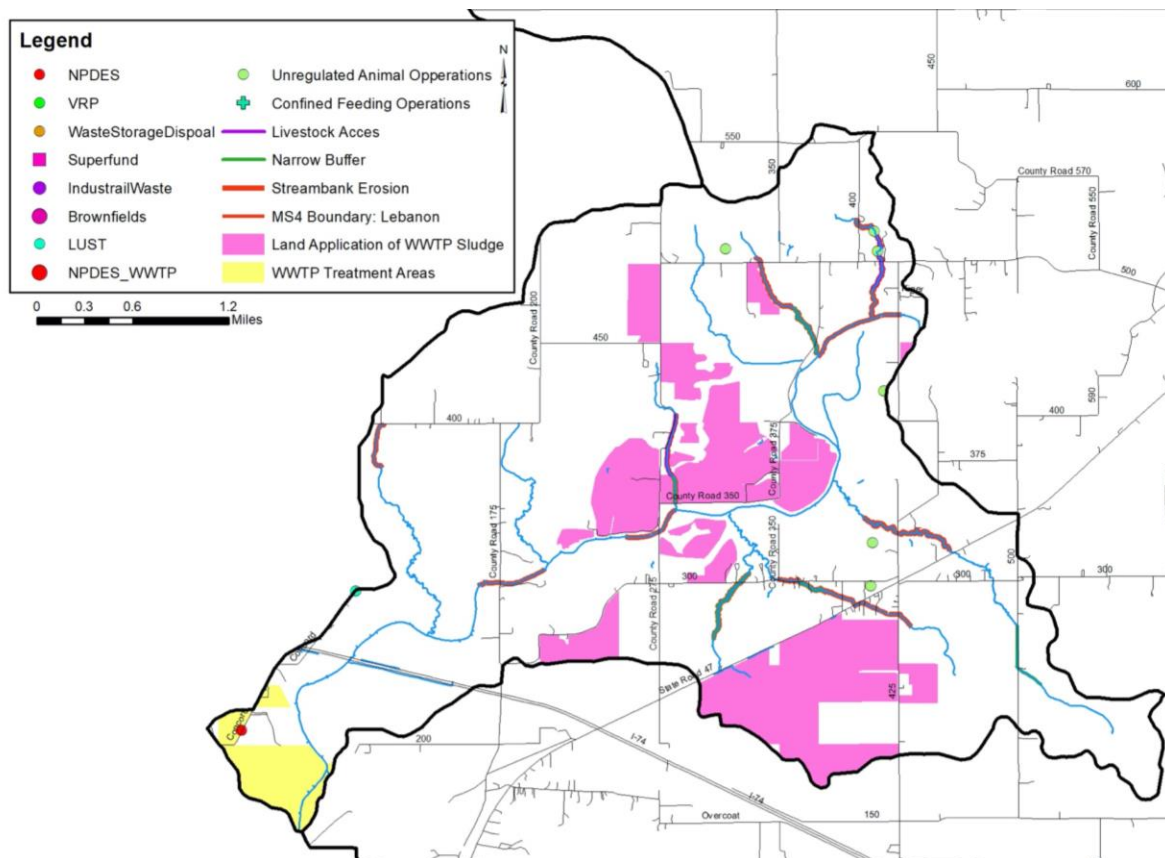 Legend
NPDES
VRP
WasteStorageDispoal
Superfund
IndustrailWaste
Brownfields
LUST
NPDES_WWTP
Unregulated Animal Opperations
Confined Feeding Operations
Livestock Acces
Narrow Buffer
Streambank Erosion
MS4 Boundary: Lebanon
Land Application of WWTP Sludge
WWTP Treatment Areas
N
0 0.3 0.6 1.2
Miles
450
600
550
350
County Road 570
400
County Road 550
500
County Road 200
450
590
400
400
375
County Road 375
County Road 350
County Road 175
County Road 350
500
300
300
300
County Road 275
State Road 47
425
200
I-74
I-74
Overcoat
150